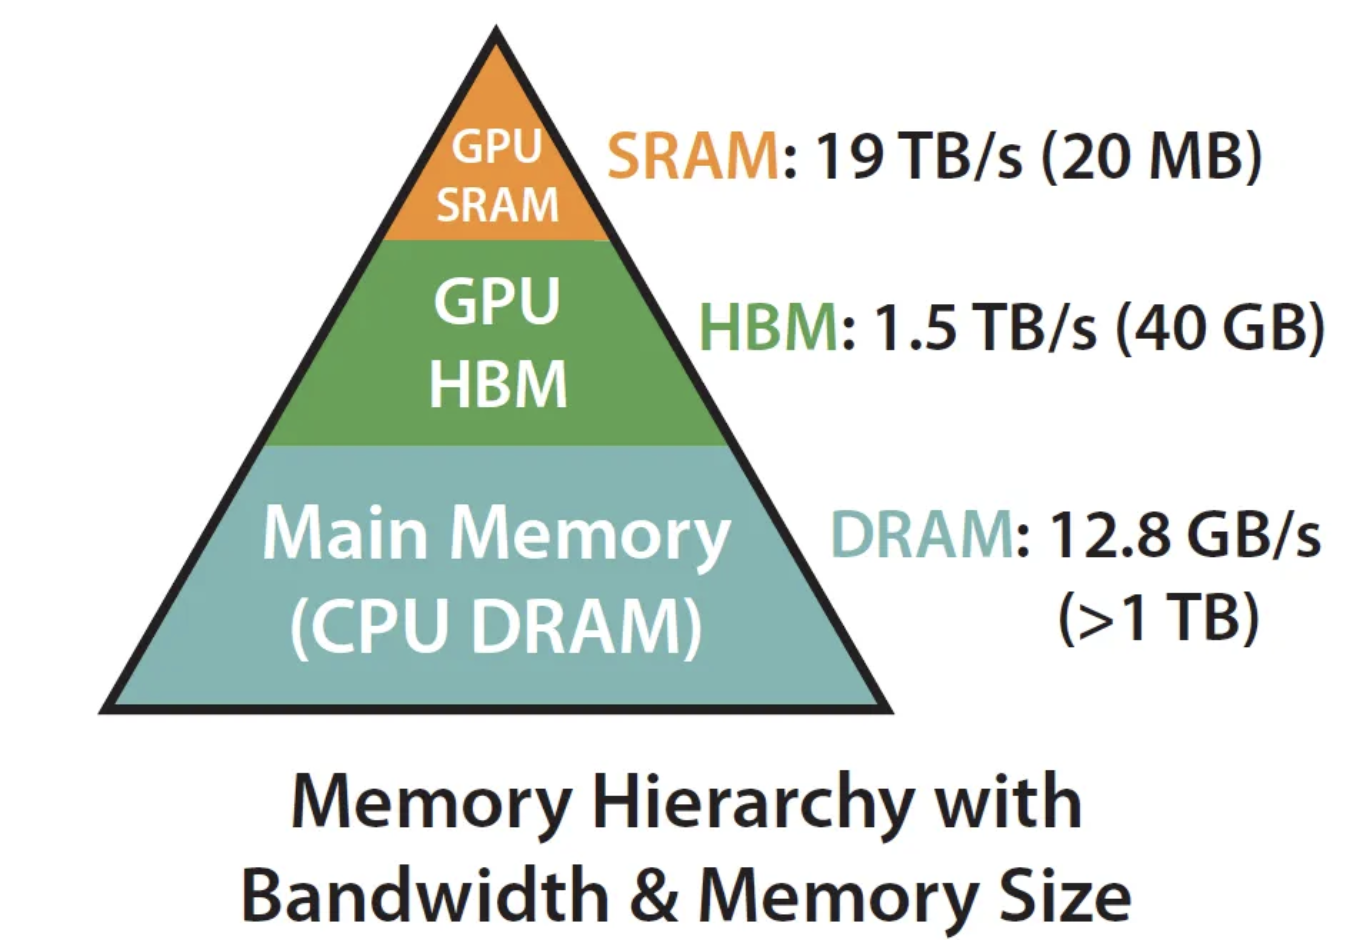 GPU
SRAM
SRAM: 19 TB/s (20 MB)
GPU
HBM
HBM: 1.5 TB/s (40 GB)
Main Memory
(CPU DRAM)
DRAM: 12.8 GB/s
(>1 TB)
Memory Hierarchy with
Bandwidth & Memory Size